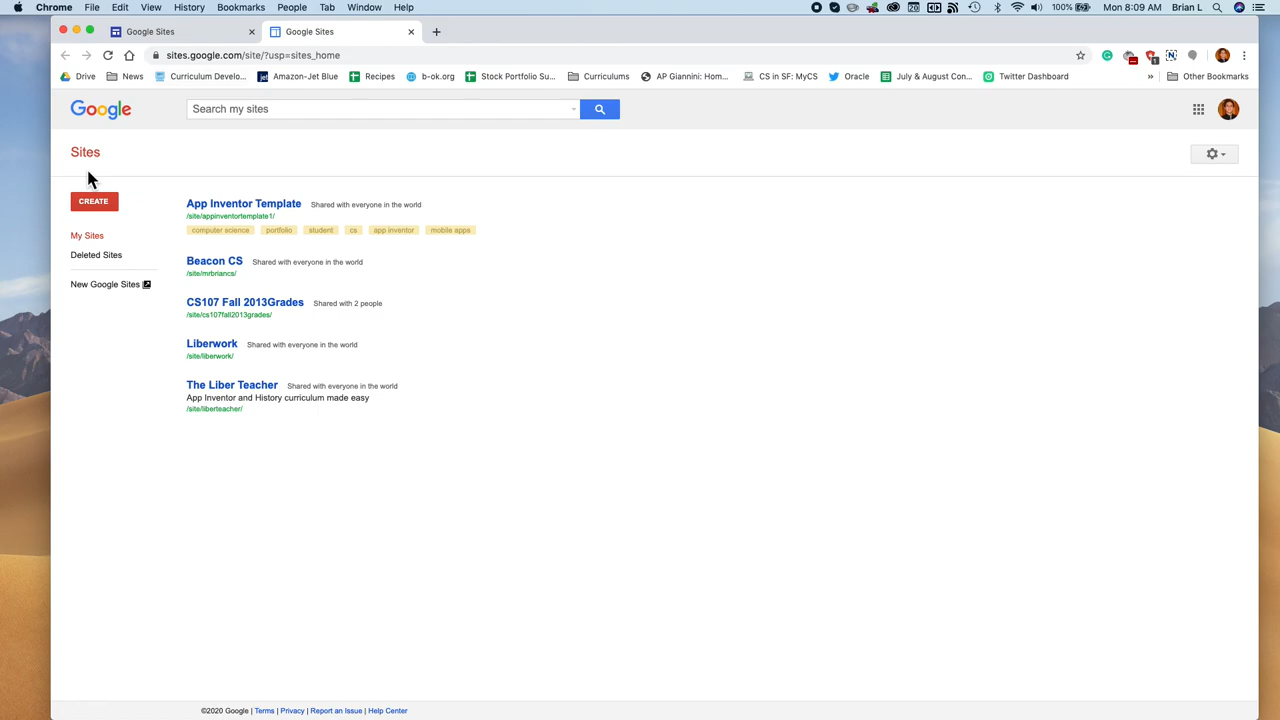 Chrome File Edit View History Bookmarks People Window Help 100% Mon 8:09 AM Brian L
Google Sites Google Sites
sites.google.com/site/?usp=sites_home
Drive News Curriculum Develo... Amazon-Jet Blue Recipes b-ok.org Stock Portfolio Su... Curriculums AP Giannini: Hom... CS in SF: MyCS Oracle July & August Con... Twitter Dashboard » Other Bookmarks
Google Search my sites
Sites
CREATE
My Sites
Deleted Sites
New Google Sites
App Inventor Template Shared with everyone in the world
/site/appinventortemplate1/
computer science portfolio student cs app inventor mobile apps
Beacon CS Shared with everyone in the world
/site/mrbriancs/
CS107 Fall 2013Grades Shared with 2 people
/site/cs107fall2013grades/
Liberwork Shared with everyone in the world
/site/liberwork/
The Liber Teacher Shared with everyone in the world
App Inventor and History curriculum made easy
/site/liberteacher/
©2020 Google | Terms | Privacy | Report an Issue | Help Center